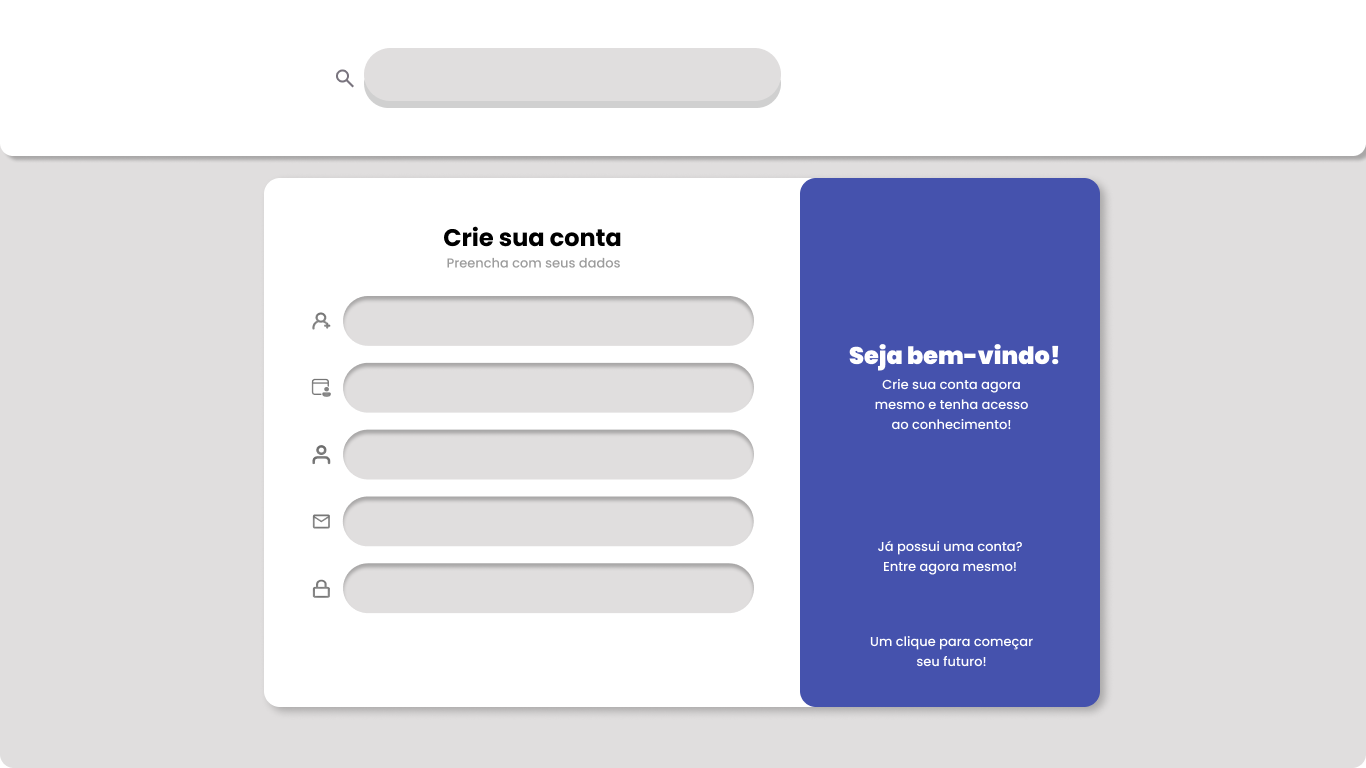 Crie sua conta
Preencha com seus dados
Seja bem-vindo!
Crie sua conta agora
mesmo e tenha acesso
ao conhecimento!
Já possui uma conta?
Entre agora mesmo!
Um clique para começar
seu futuro!